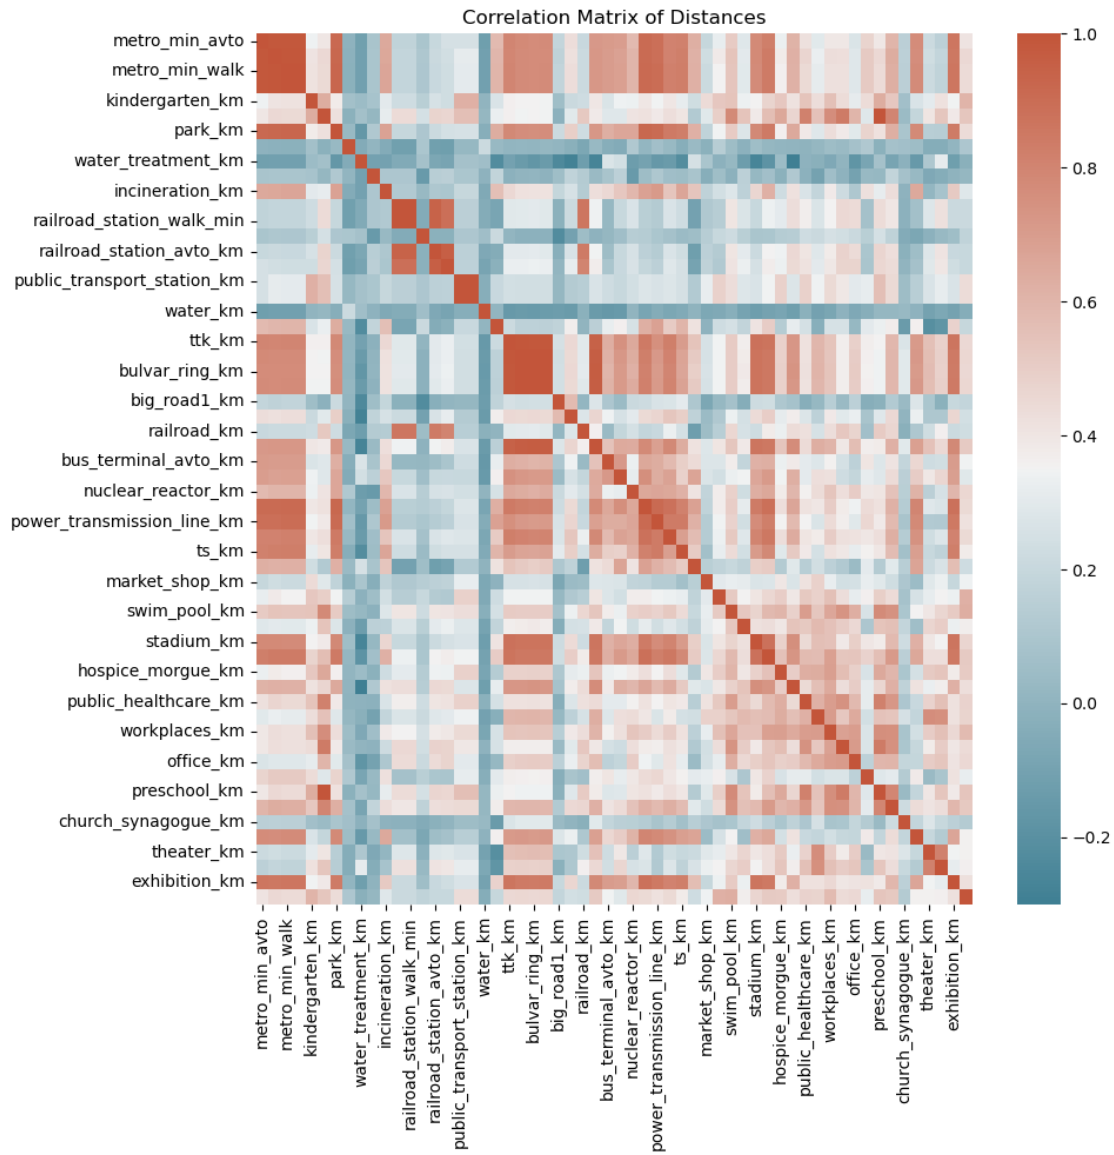 Correlation Matrix of Distances
metro_min_avto
metro_min_walk
kindergarten_km
park_km
water_treatment_km
incineration_km
railroad_station_walk_min
railroad_station_avto_km
public_transport_station_km
water_km
ttk_km
bulvar_ring_km
big_road1_km
railroad_km
bus_terminal_avto_km
nuclear_reactor_km
power_transmission_line_km
ts_km
market_shop_km
swim_pool_km
stadium_km
hospice_morgue_km
public_healthcare_km
workplaces_km
office_km
preschool_km
church_synagogue_km
theater_km
exhibition_km
metro_min_avto
metro_min_walk
kindergarten_km
park_km
water_treatment_km
incineration_km
railroad_station_walk_min
railroad_station_avto_km
public_transport_station_km
water_km
ttk_km
bulvar_ring_km
big_road1_km
railroad_km
bus_terminal_avto_km
nuclear_reactor_km
power_transmission_line_km
ts_km
market_shop_km
swim_pool_km
stadium_km
hospice_morgue_km
public_healthcare_km
workplaces_km
office_km
preschool_km
church_synagogue_km
theater_km
exhibition_km
1.0
0.8
0.6
0.4
0.2
0.0
−0.2